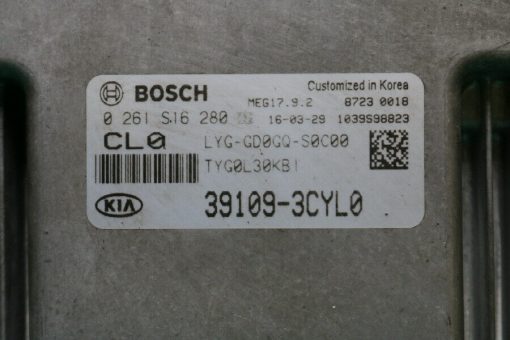 BOSCH
Customized in Korea
MEG17.9.2 8723 0018
0 261 S16 280 16-03-29 1039S98823
CL0 LYG-GD0GQ-S0C00
TYG0L30KB1
KIA 39109-3CYL0